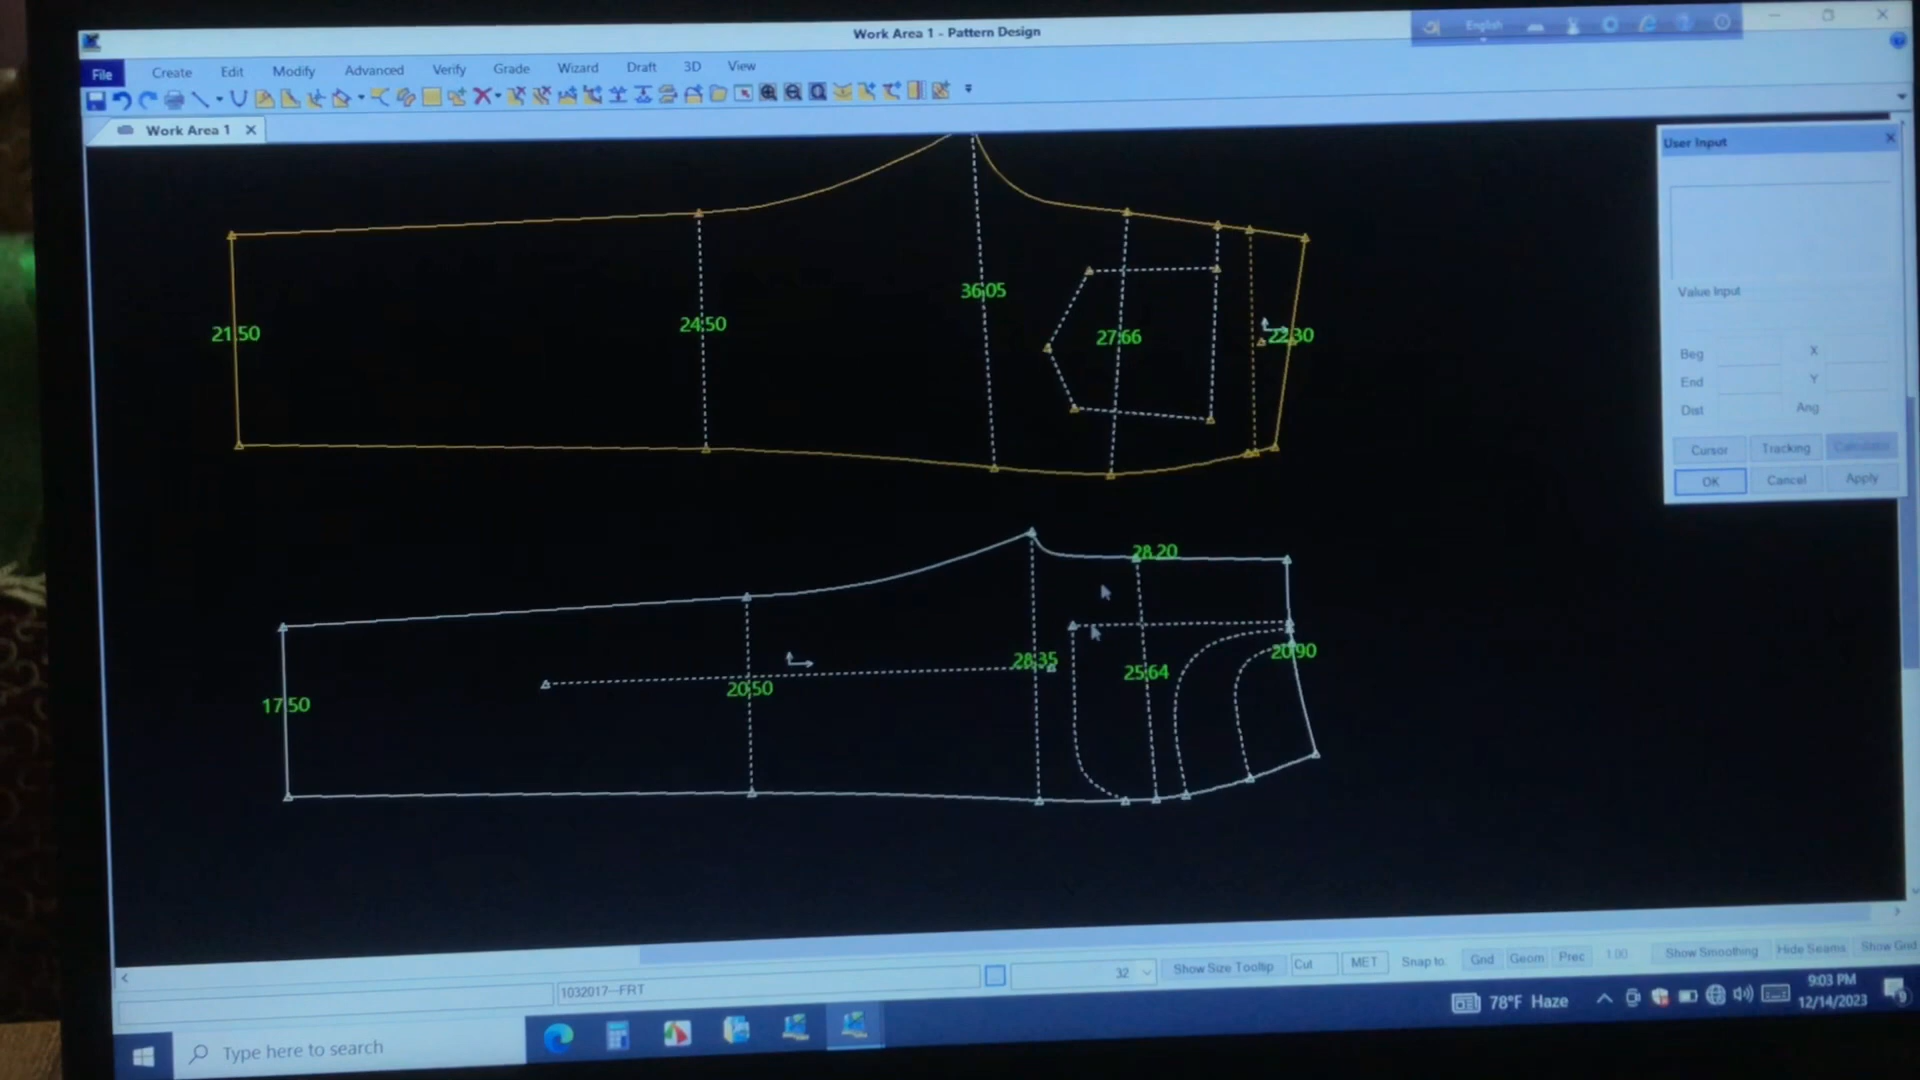 Work Area 1 - Pattern Design
English
File Create Edit Modify Advanced Verify Grade Wizard Draft 3D View
Work Area 1
User Input
Value Input
Beg X
End Y
Dist Ang
Cursor Tracking
OK Cancel Apply
21.50
24.50
36.05
27.66
22.30
28.20
17.50
20.50
28.35
25.64
20.90
32 Show Size Tooltip Cut MET Snap to: Grid Geom Prec 1.00 Show Smoothing Hide Seams Show Grid
1032017--FRT
Type here to search
78°F Haze
9:03 PM
12/14/2023
9